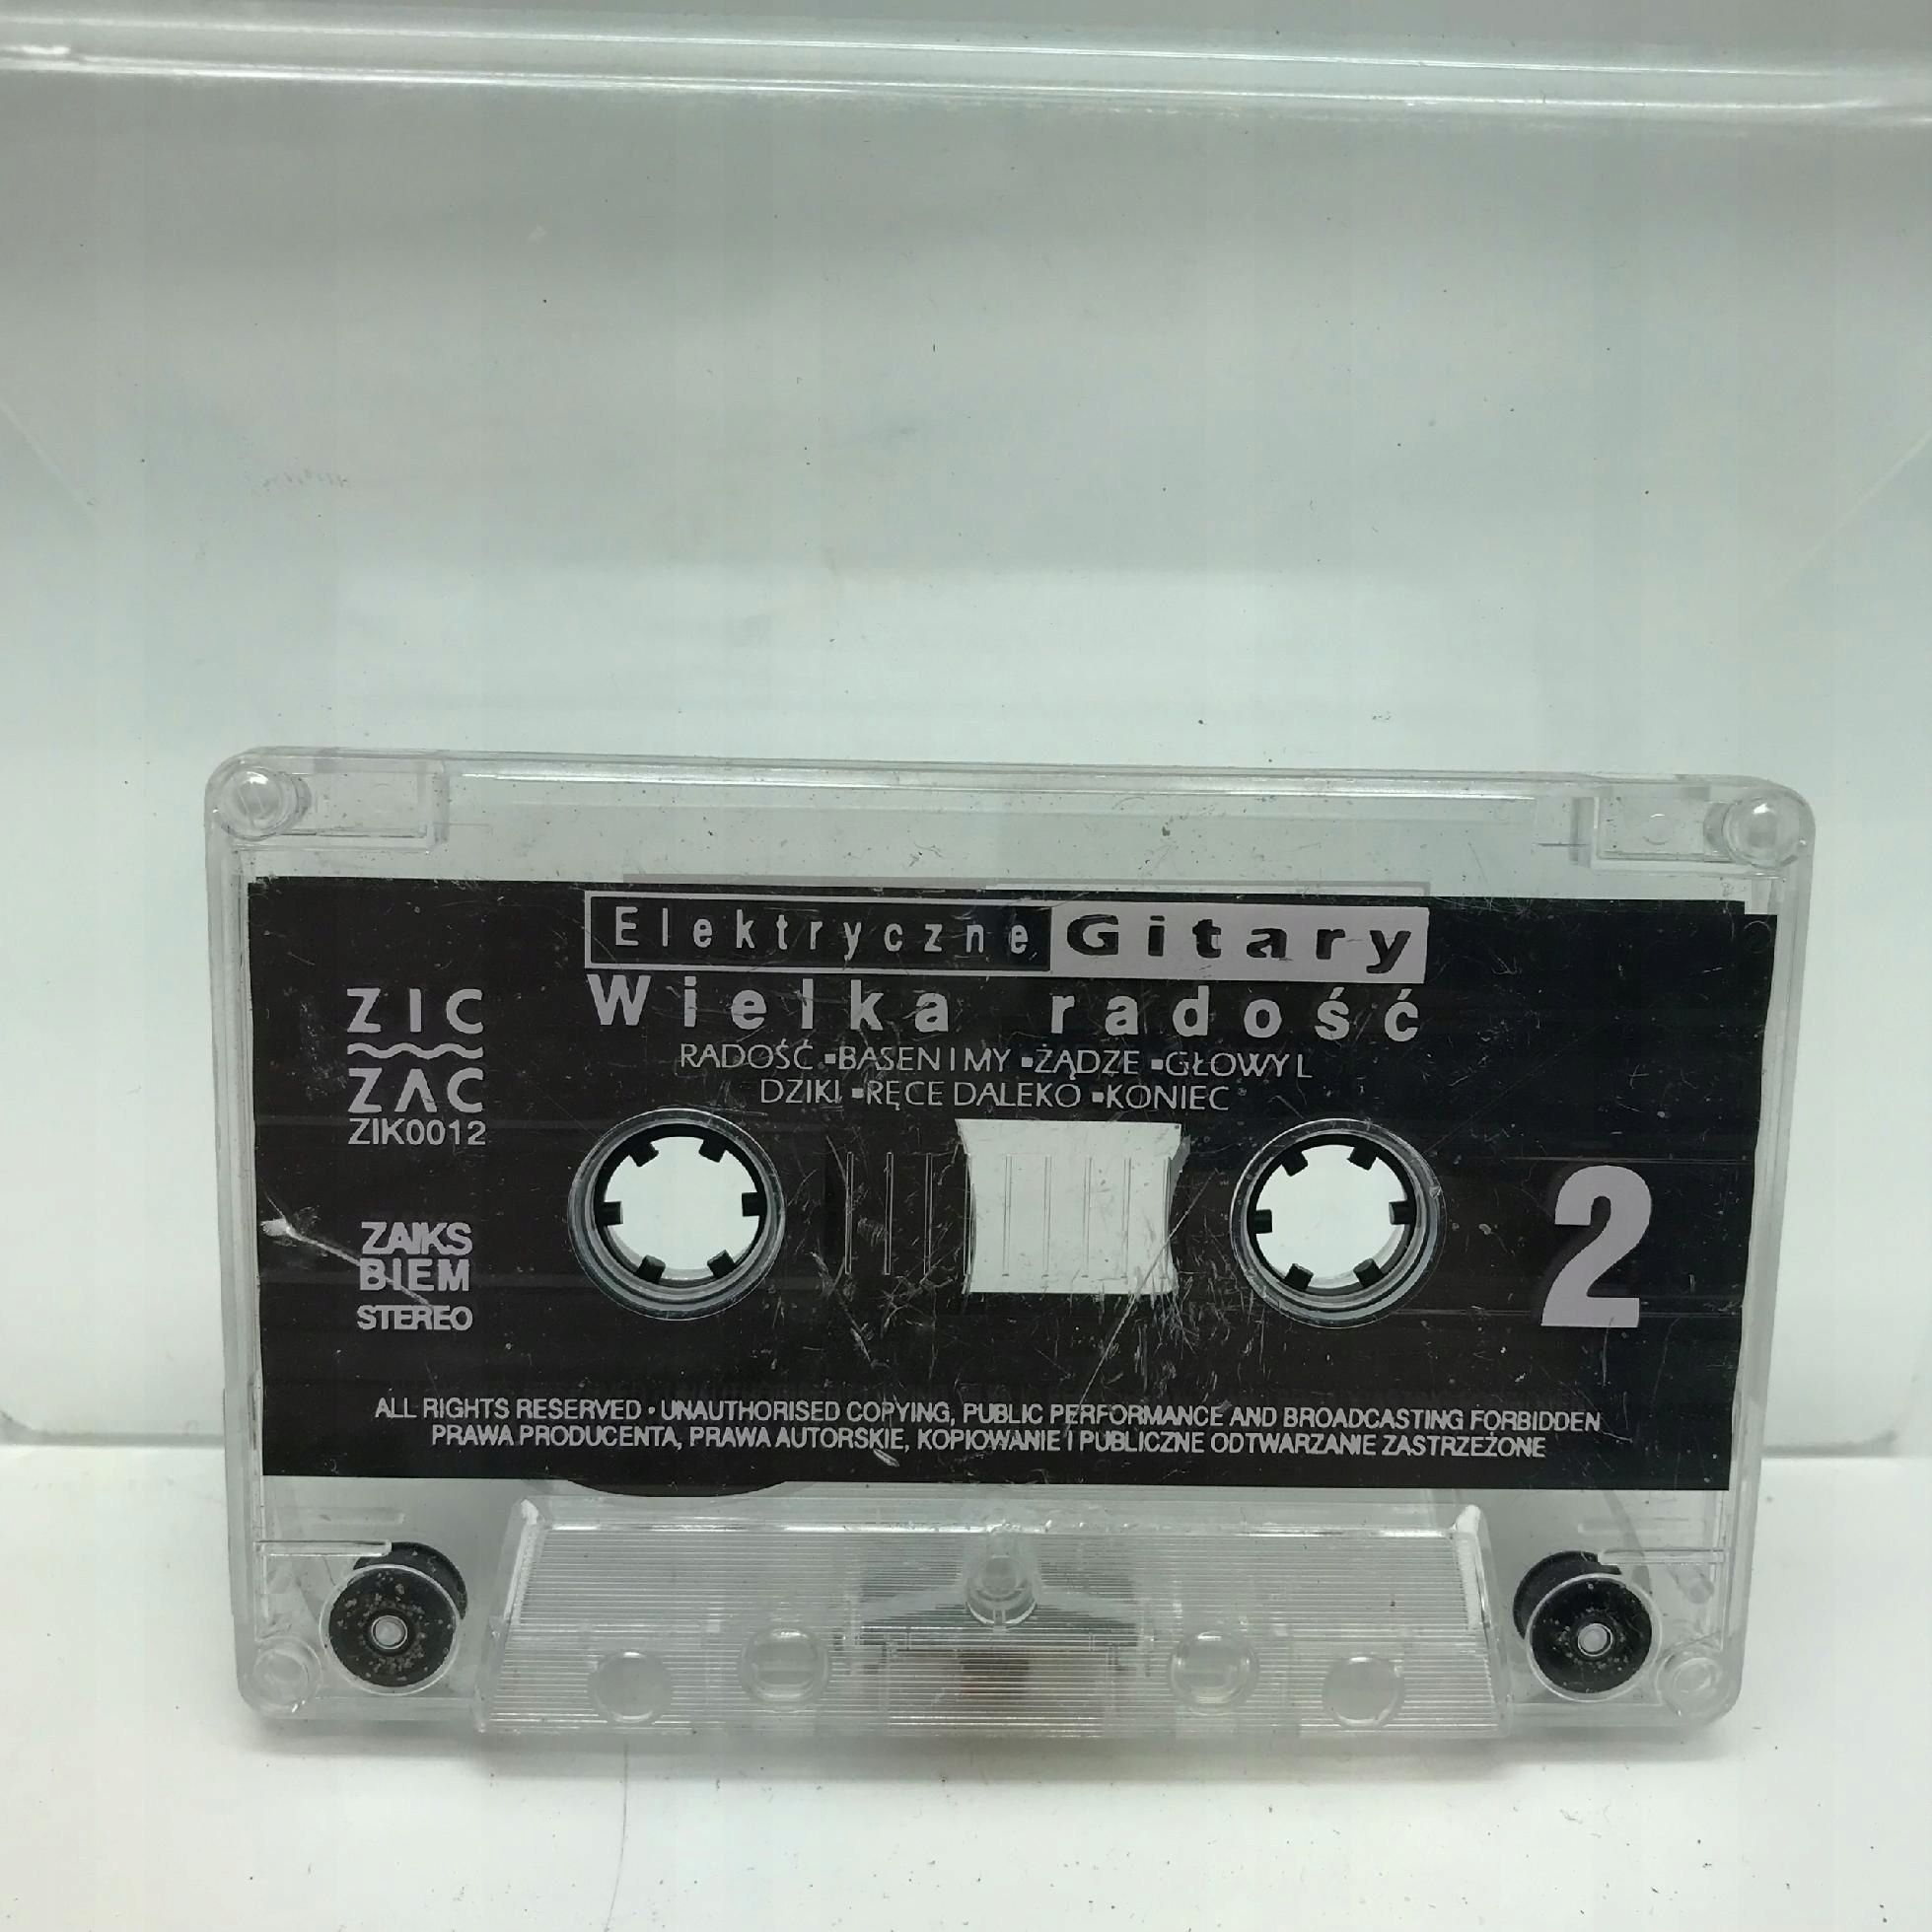 Elektryczne Gitary
Wielka radość
RADOŚĆ ▪BASEN I MY ▪ŻĄDZE ▪GŁOWY L
DZIKI ▪RĘCE DALEKO ▪KONIEC
ZIC
ZAC
ZIK0012
ZAIKS
BIEM
STEREO
2
ALL RIGHTS RESERVED • UNAUTHORISED COPYING, PUBLIC PERFORMANCE AND BROADCASTING FORBIDDEN
PRAWA PRODUCENTA, PRAWA AUTORSKIE, KOPIOWANIE I PUBLICZNE ODTWARZANIE ZASTRZEŻONE